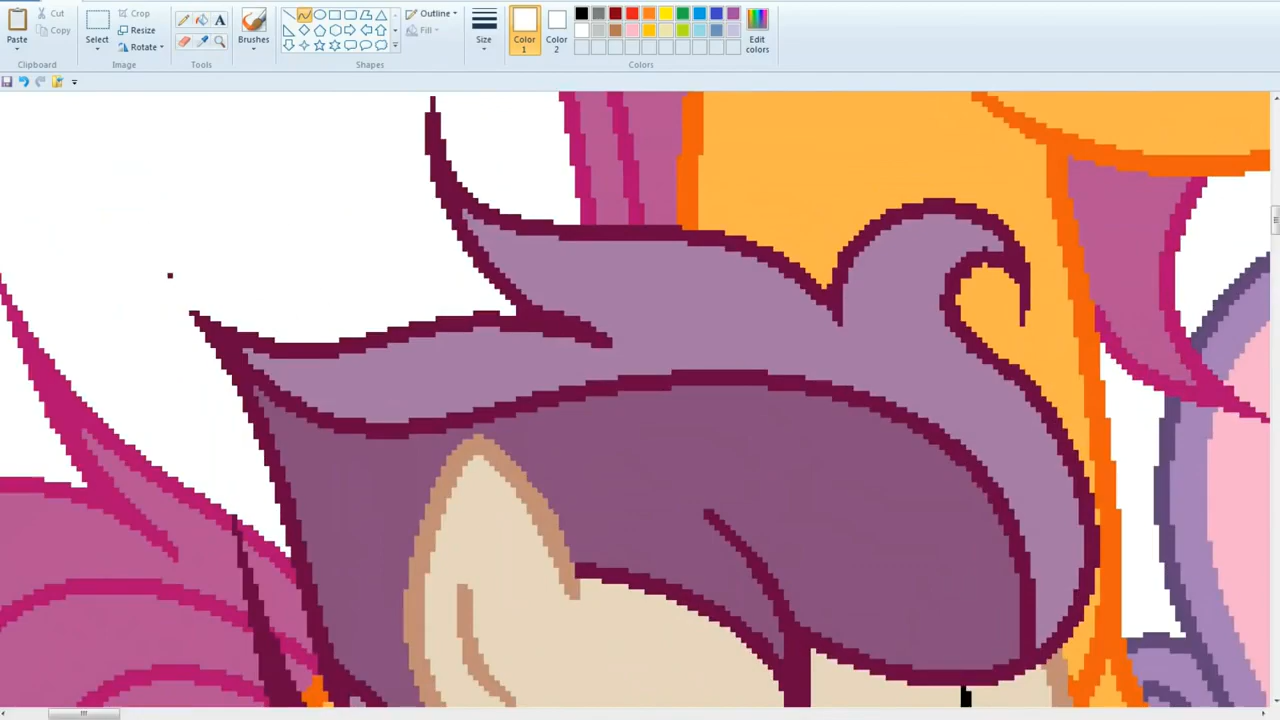 Paste
Cut
Copy
Clipboard
Select
Crop
Resize
Rotate
Image
A
Tools
Brushes
Outline
Fill
Shapes
Size
Color
1
Color
2
Edit
colors
Colors